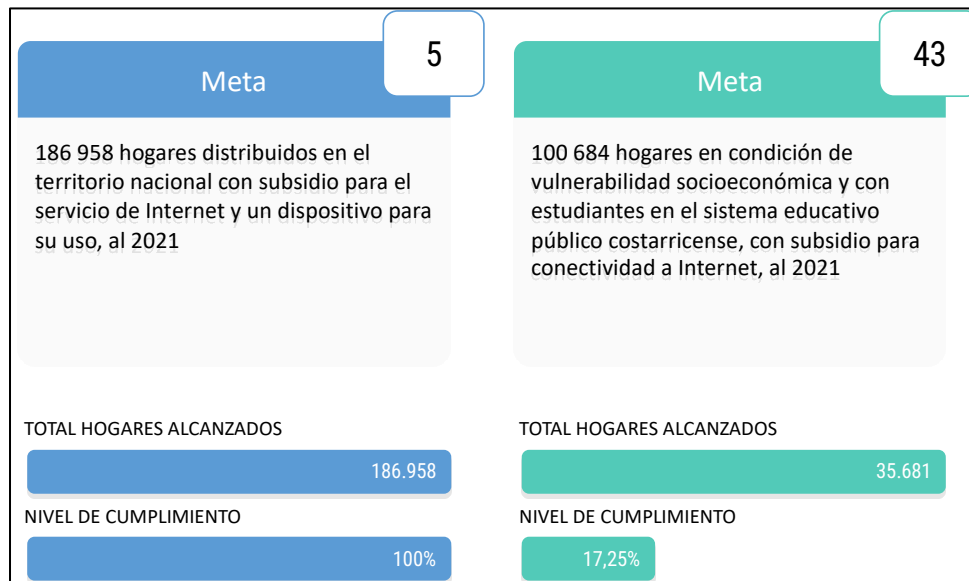 Meta
5
186 958 hogares distribuidos en el
territorio nacional con subsidio para el
servicio de Internet y un dispositivo para
su uso, al 2021
TOTAL HOGARES ALCANZADOS
186.958
NIVEL DE CUMPLIMIENTO
100%
Meta
43
100 684 hogares en condición de
vulnerabilidad socioeconómica y con
estudiantes en el sistema educativo
público costarricense, con subsidio para
conectividad a Internet, al 2021
TOTAL HOGARES ALCANZADOS
35.681
NIVEL DE CUMPLIMIENTO
17,25%